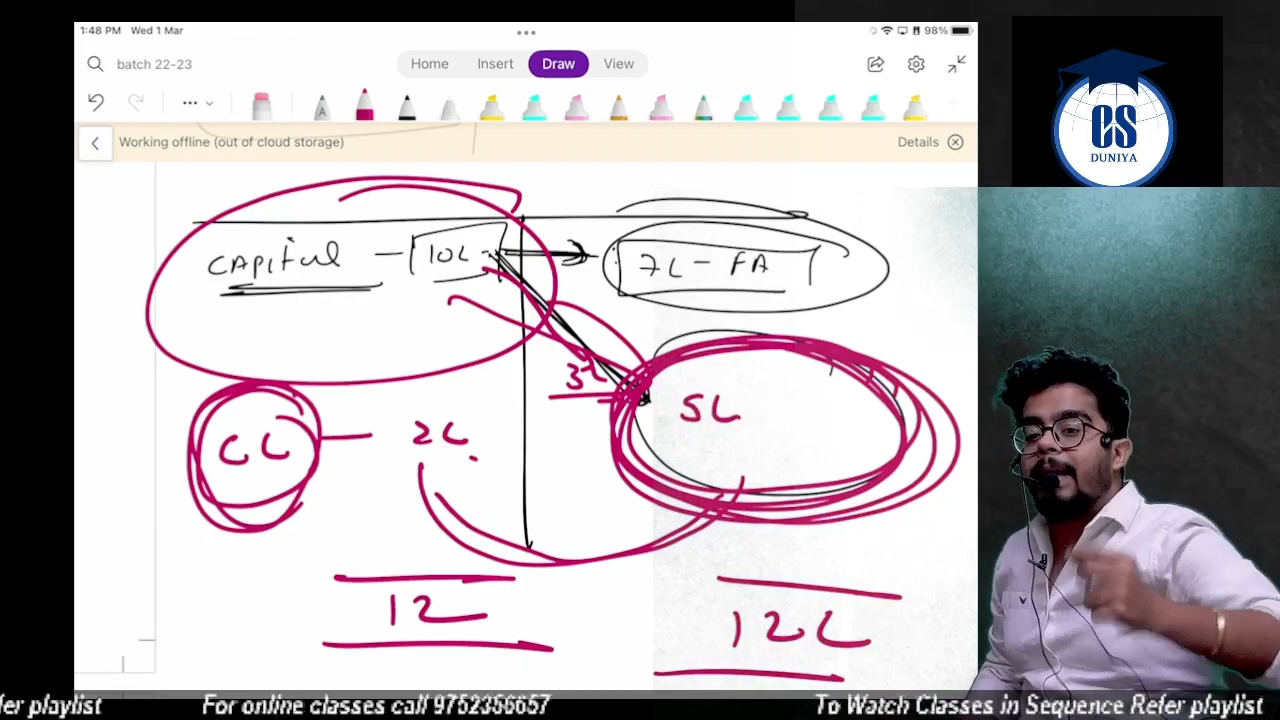 1:48 PM Wed 1 Mar
98%
batch 22-23
Home Insert Draw View
Working offline (out of cloud storage)
Details
CS
DUNIYA
CAPITAL - 10L
7L - FA
3L
CL - 2L
5L
12
12L
fer playlist For online classes call 9752356657 To Watch Classes in Sequence Refer playlist